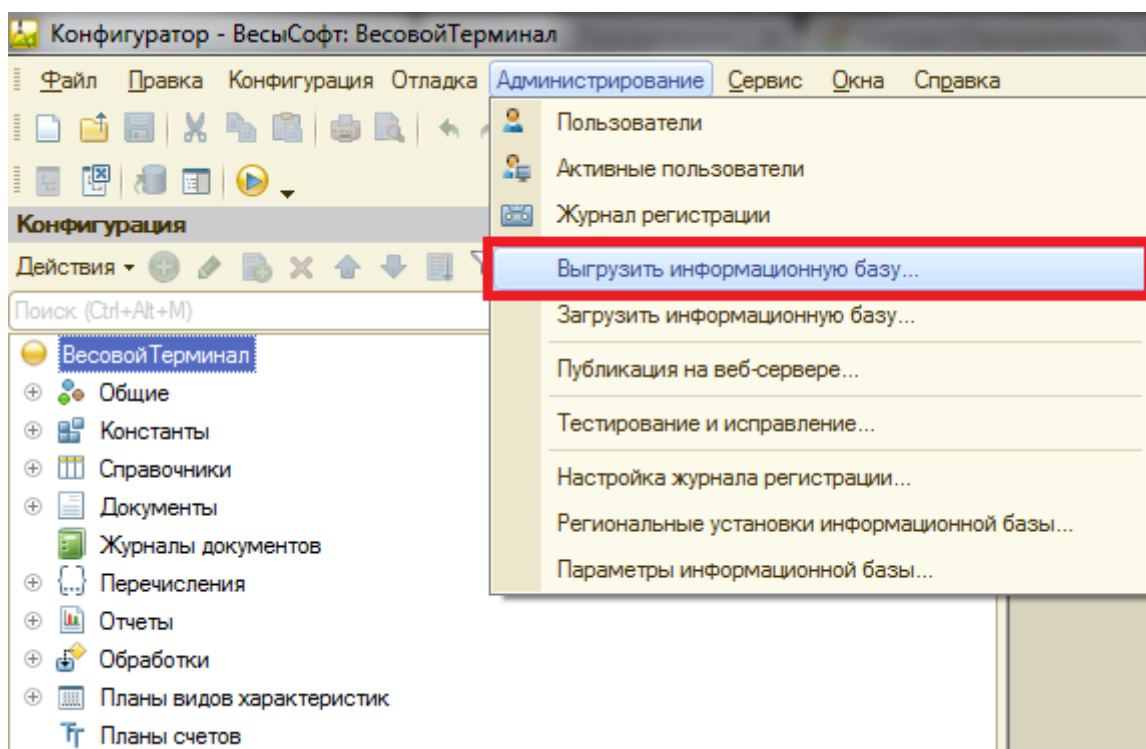 Конфигуратор - ВесыСофт: ВесовойТерминал
Файл Правка Конфигурация Отладка Администрирование Сервис Окна Справка
Пользователи
Активные пользователи
Журнал регистрации
Выгрузить информационную базу...
Загрузить информационную базу...
Публикация на веб-сервере...
Тестирование и исправление...
Настройка журнала регистрации...
Региональные установки информационной базы...
Параметры информационной базы...
Конфигурация
Действия
Поиск (Ctrl+Alt+M)
ВесовойТерминал
Общие
Константы
Справочники
Документы
Журналы документов
Перечисления
Отчеты
Обработки
Планы видов характеристик
Планы счетов